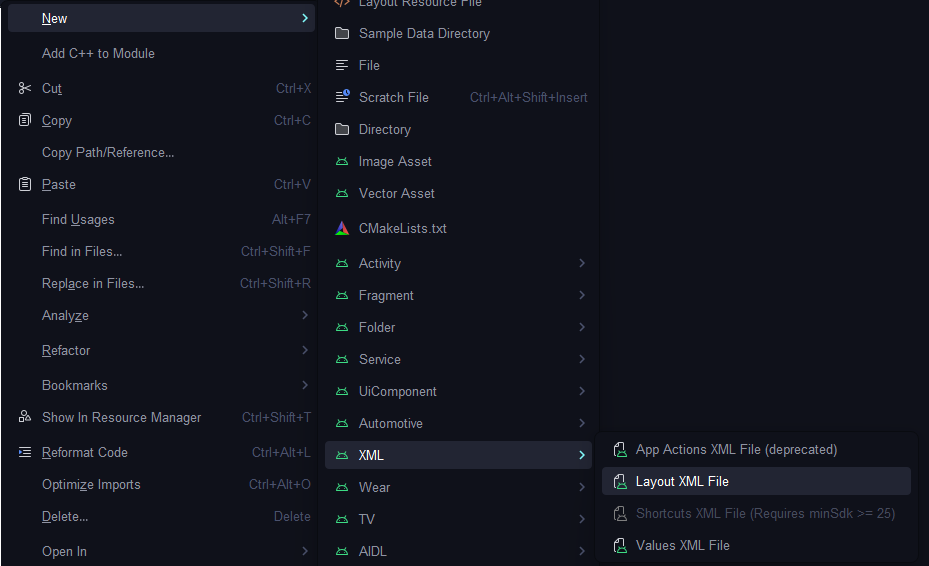 New
Add C++ to Module
Cut Ctrl+X
Copy Ctrl+C
Copy Path/Reference...
Paste Ctrl+V
Find Usages Alt+F7
Find in Files... Ctrl+Shift+F
Replace in Files... Ctrl+Shift+R
Analyze
Refactor
Bookmarks
Show In Resource Manager Ctrl+Shift+T
Reformat Code Ctrl+Alt+L
Optimize Imports Ctrl+Alt+O
Delete... Delete
Open In
Layout Resource File
Sample Data Directory
File
Scratch File Ctrl+Alt+Shift+Insert
Directory
Image Asset
Vector Asset
CMakeLists.txt
Activity
Fragment
Folder
Service
UiComponent
Automotive
XML
Wear
TV
AIDL
App Actions XML File (deprecated)
Layout XML File
Shortcuts XML File (Requires minSdk >= 25)
Values XML File